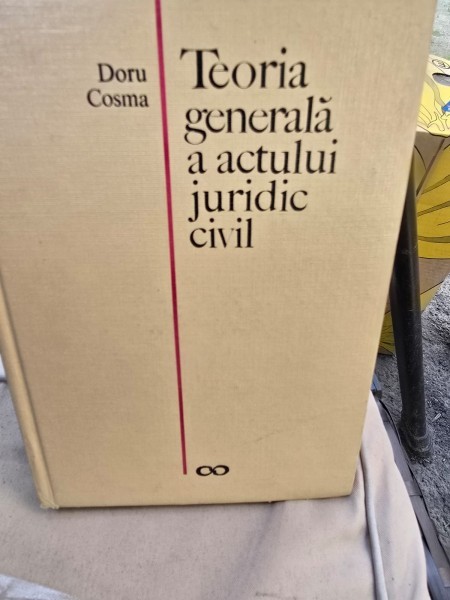 Doru
Cosma
Teoria
generală
a actului
juridic
civil